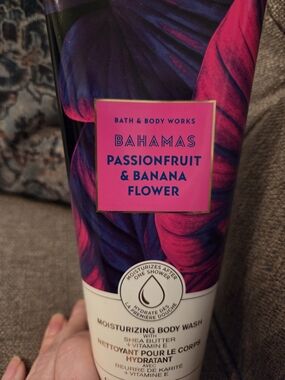 BATH & BODY WORKS
BAHAMAS
PASSIONFRUIT
& BANANA
FLOWER
MOISTURIZES AFTER
ONE SHOWER
HYDRATE DÈS
LA PREMIÈRE DOUCHE
MOISTURIZING BODY WASH
WITH
SHEA BUTTER
+ VITAMIN E
NETTOYANT POUR LE CORPS
HYDRATANT
AVEC
BEURRE DE KARITÉ
+ VITAMINE E